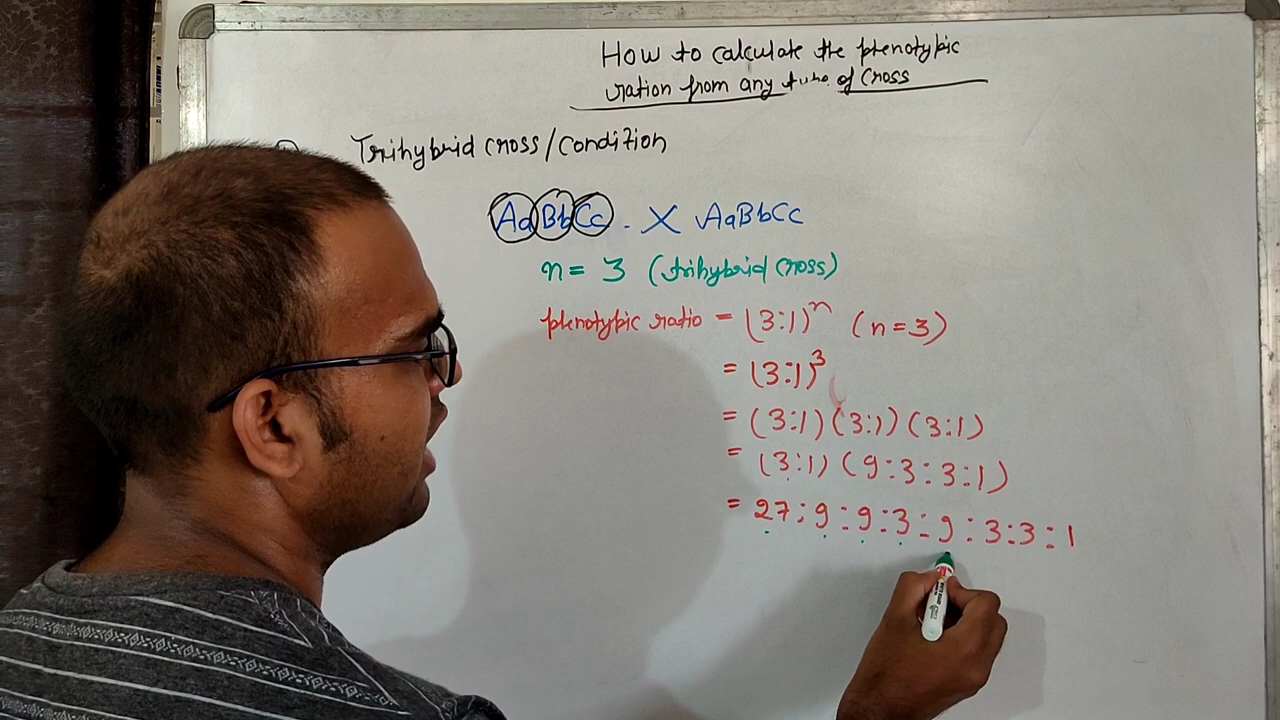 How to calculate the phenotypic
ration from any of Cross
Trihybrid cross/condition
AaBbCc . X AaBbCc
n = 3 (trihybrid cross)
phenotypic ratio = (3:1)ⁿ (n=3)
= (3:1)³
= (3:1) (3:1) (3:1)
= (3:1) (9:3:3:1)
= 27:9:9:3:9:3:3:1